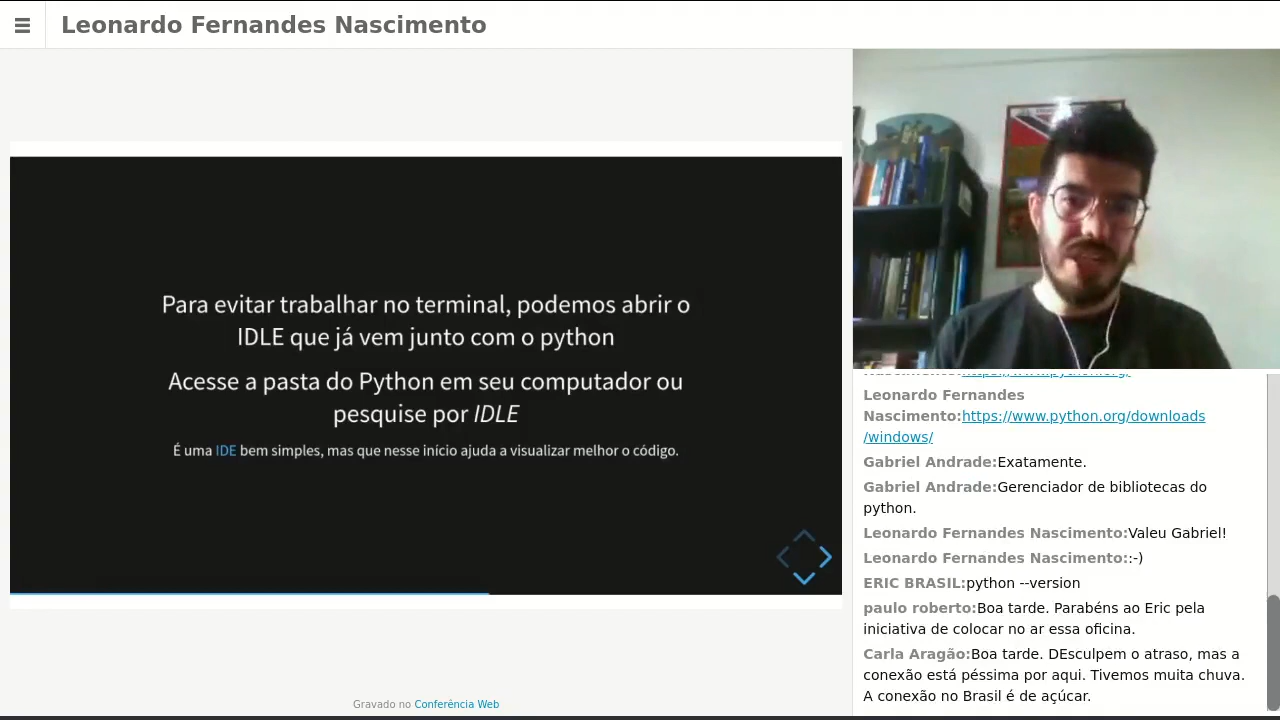 Leonardo Fernandes Nascimento
Para evitar trabalhar no terminal, podemos abrir o
IDLE que já vem junto com o python
Acesse a pasta do Python em seu computador ou
pesquise por IDLE
É uma IDE bem simples, mas que nesse início ajuda a visualizar melhor o código.
Gravado no Conferência Web
Leonardo Fernandes
Nascimento:https://www.python.org/downloads
/windows/
Gabriel Andrade:Exatamente.
Gabriel Andrade:Gerenciador de bibliotecas do
python.
Leonardo Fernandes Nascimento:Valeu Gabriel!
Leonardo Fernandes Nascimento::-)
ERIC BRASIL:python --version
paulo roberto:Boa tarde. Parabéns ao Eric pela
iniciativa de colocar no ar essa oficina.
Carla Aragão:Boa tarde. DEsculpem o atraso, mas a
conexão está péssima por aqui. Tivemos muita chuva.
A conexão no Brasil é de açúcar.